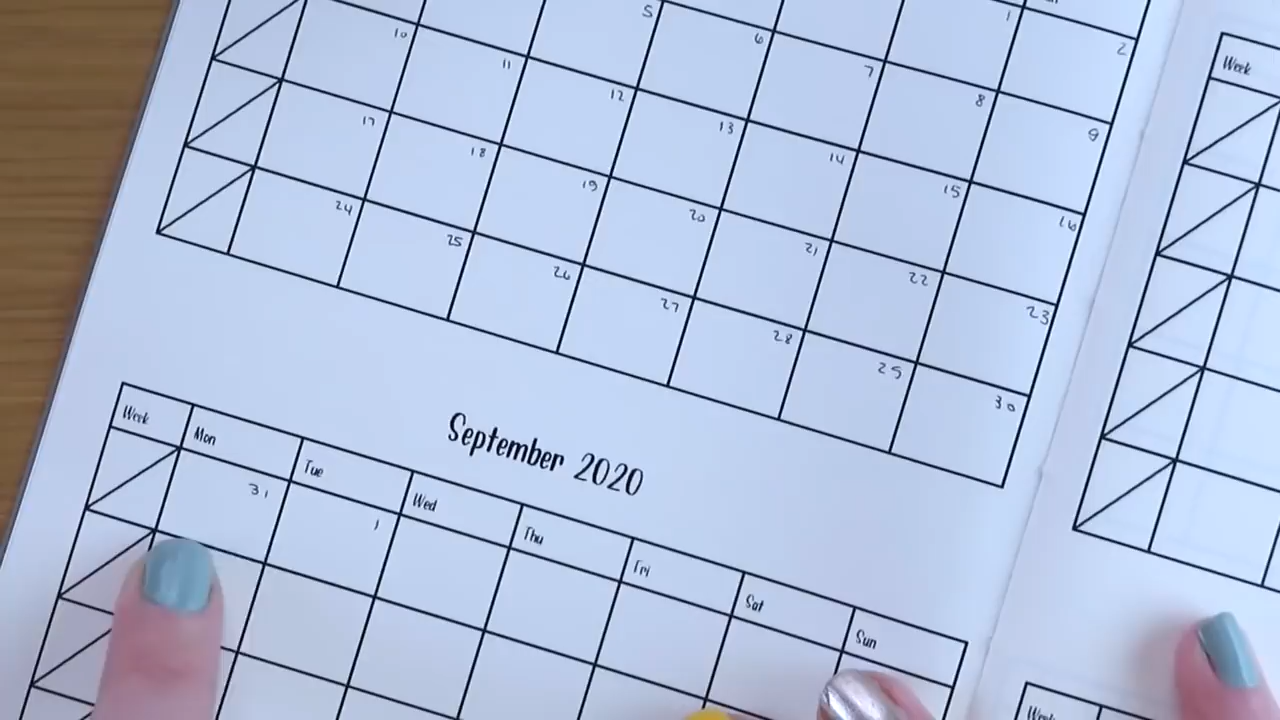 1 2
5 6 7 8 9
10 11 12 13 14 15 16
17 18 19 20 21 22 23
24 25 26 27 28 29 30
September 2020
Week Mon Tue Wed Thu Fri Sat Sun
31 1
Week
Week